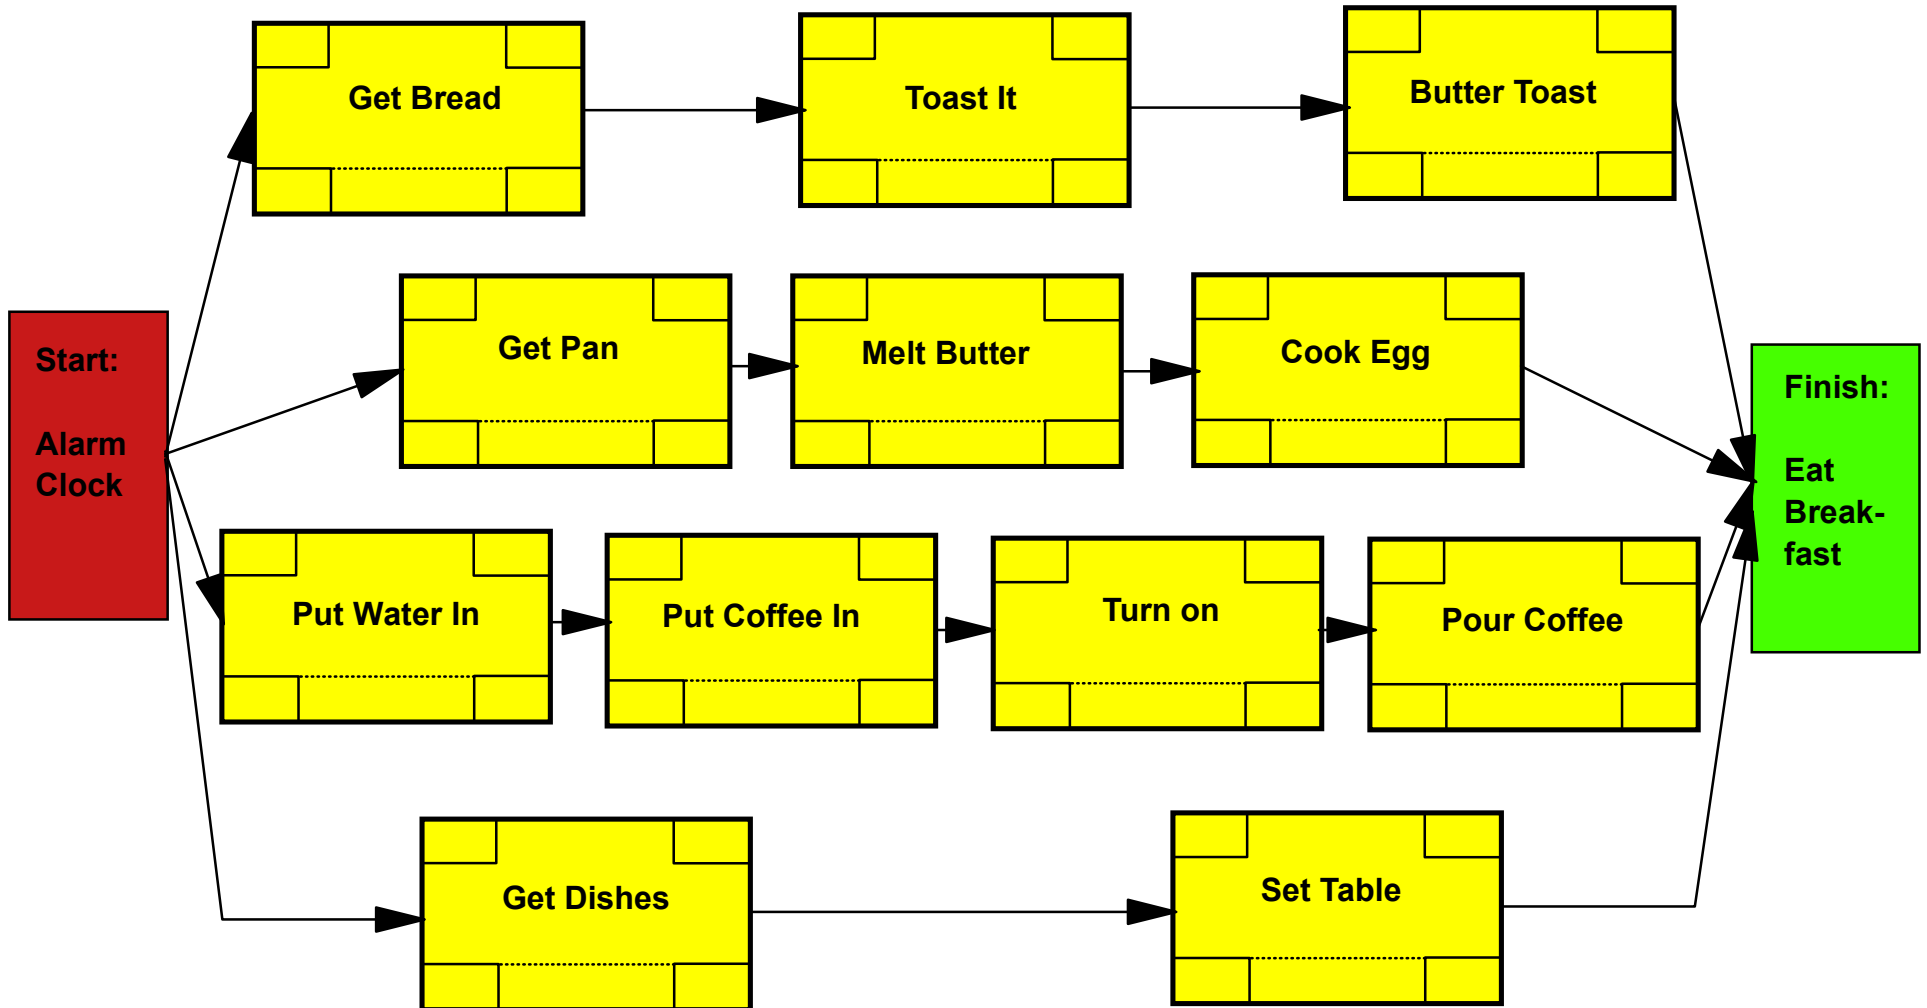 Get Bread
Toast It
Butter Toast
Start:
Alarm
Clock
Get Pan
Melt Butter
Cook Egg
Finish:
Eat
Break-
fast
Put Water In
Put Coffee In
Turn on
Pour Coffee
Get Dishes
Set Table